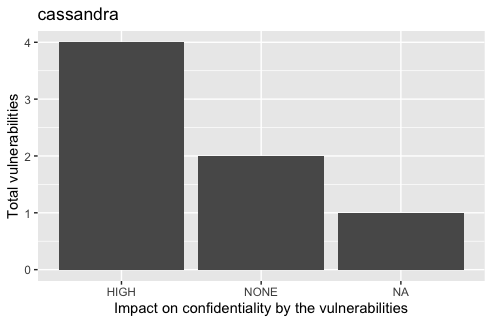 cassandra
Total vulnerabilities
4
3
2
1
0
HIGH NONE NA
Impact on confidentiality by the vulnerabilities